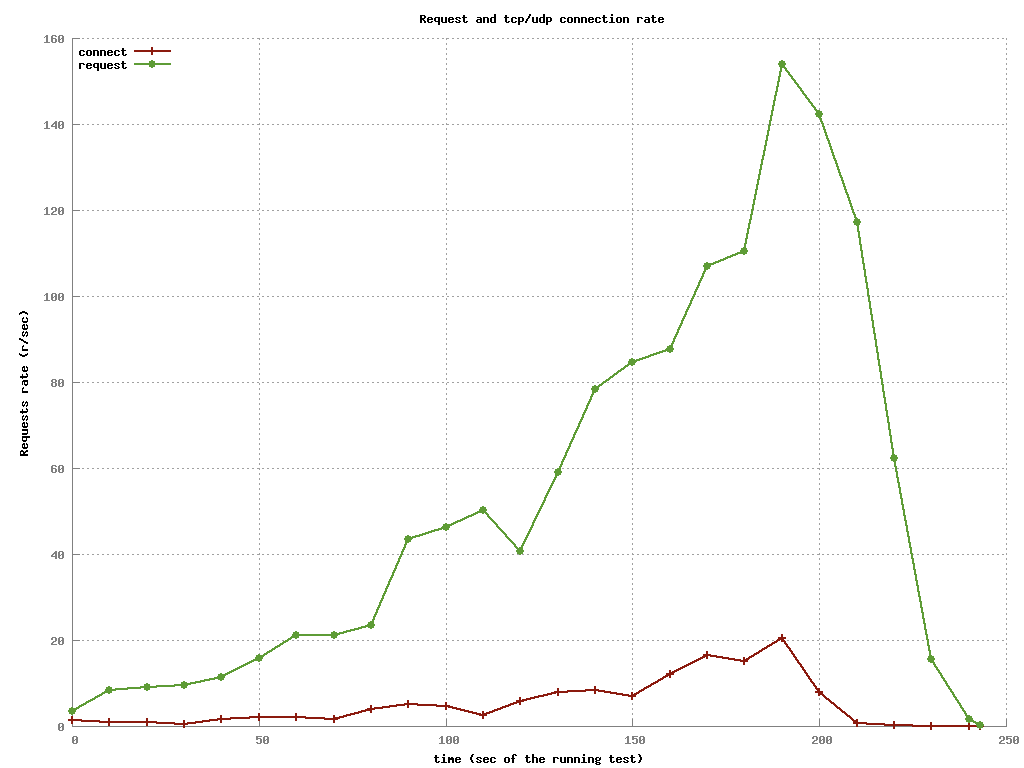 Request and tcp/udp connection rate
160
connect
request
140
120
100
80
60
40
20
0
Requests rate (r/sec)
0 50 100 150 200 250
time (sec of the running test)